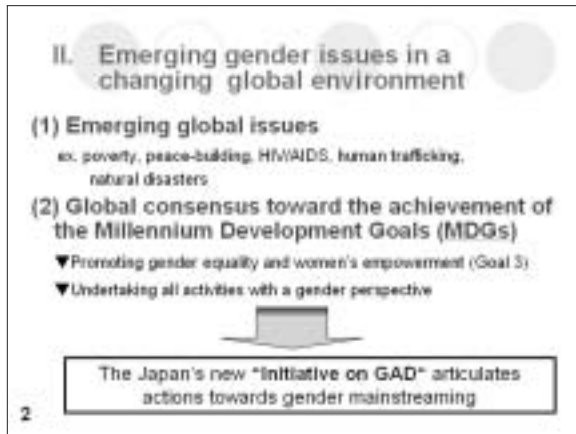 II. Emerging gender issues in a
changing global environment
(1) Emerging global issues
ex. poverty, peace-building, HIV/AIDS, human trafficking,
natural disasters
(2) Global consensus toward the achievement of
the Millennium Development Goals (MDGs)
▼Promoting gender equality and women's empowerment (Goal 3)
▼Undertaking all activities with a gender perspective
The Japan's new "Initiative on GAD" articulates
actions towards gender mainstreaming
2